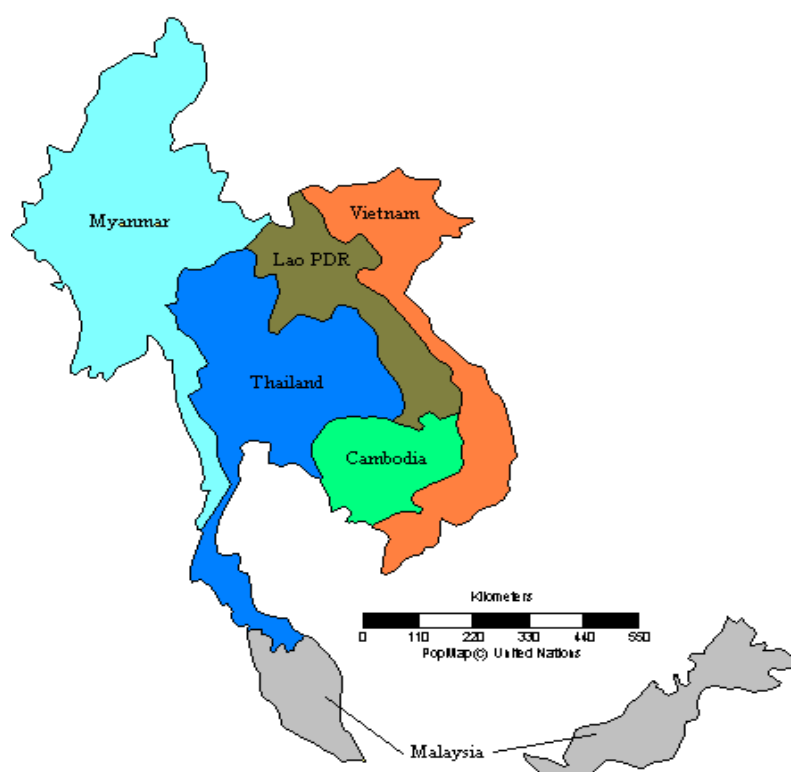 Myanmar
Vietnam
Lao PDR
Thailand
Cambodia
Kilometers
0 110 220 330 440 550
PopMap(c) United Nations
Malaysia